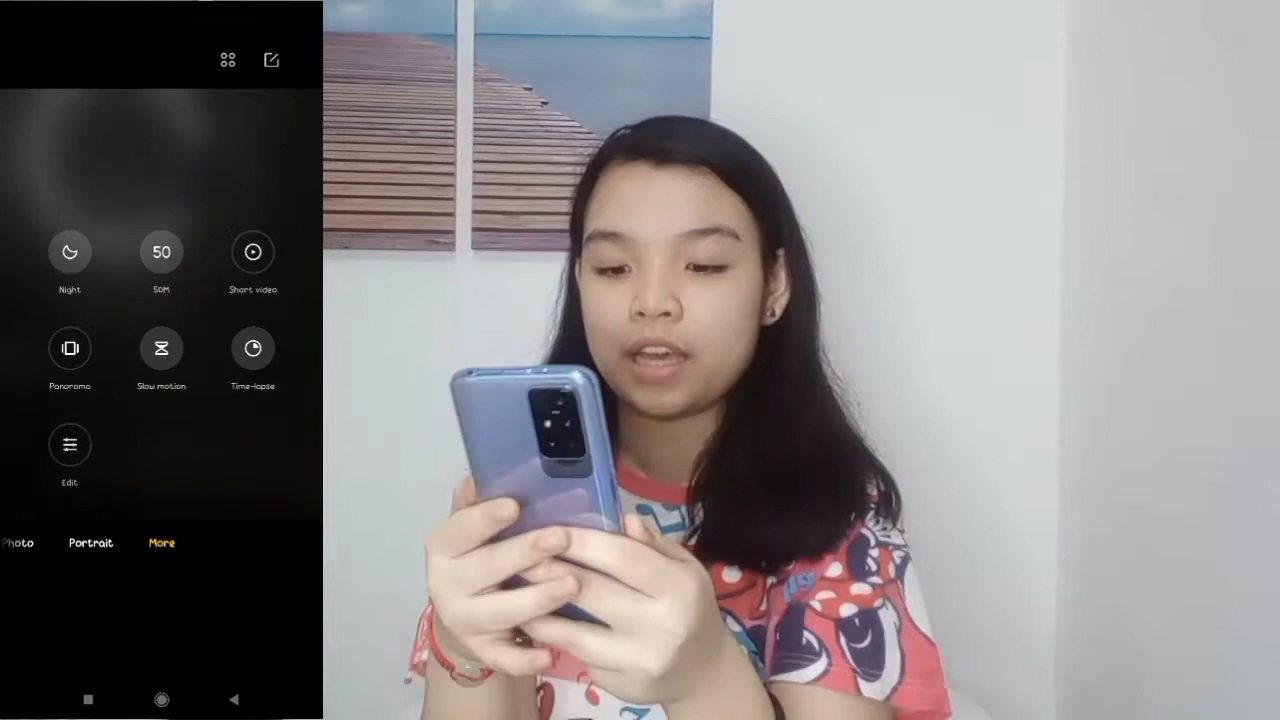 50
Night
50M
Short video
Panorama
Slow motion
Time-lapse
Edit
Photo
Portrait
More